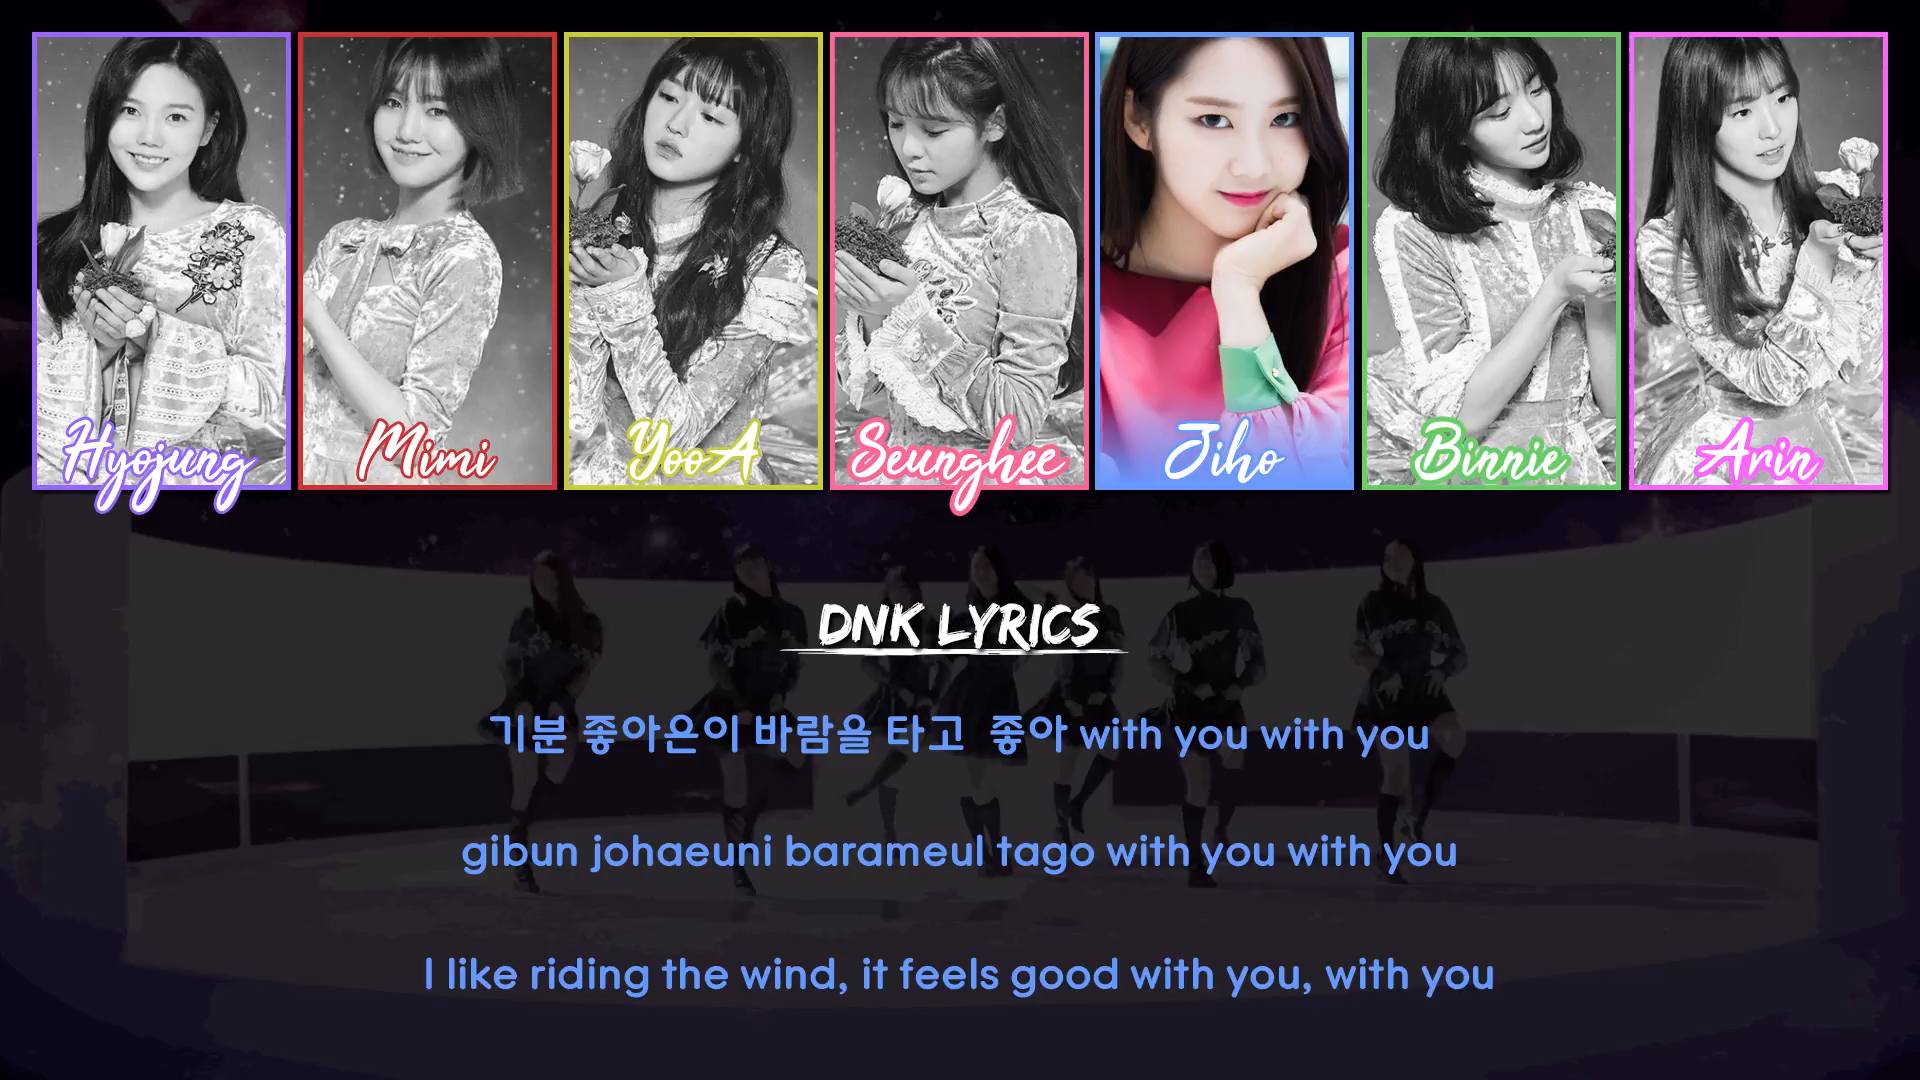 Hyojung Mimi YooA Seunghee Jiho Binnie Arin
DNK LYRICS
기분 좋아은이 바람을 타고 좋아 with you with you
gibun johaeuni barameul tago with you with you
I like riding the wind, it feels good with you, with you